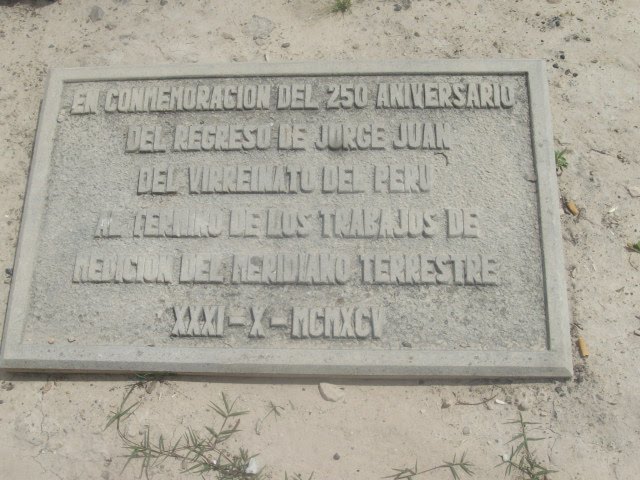 EN CONMEMORACION DEL 250 ANIVERSARIO
DEL REGRESO DE JORGE JUAN
DEL VIRREINATO DEL PERU
AL TERMINO DE LOS TRABAJOS DE
MEDICION DEL MERIDIANO TERRESTRE
XXXI-X-MCMXCV